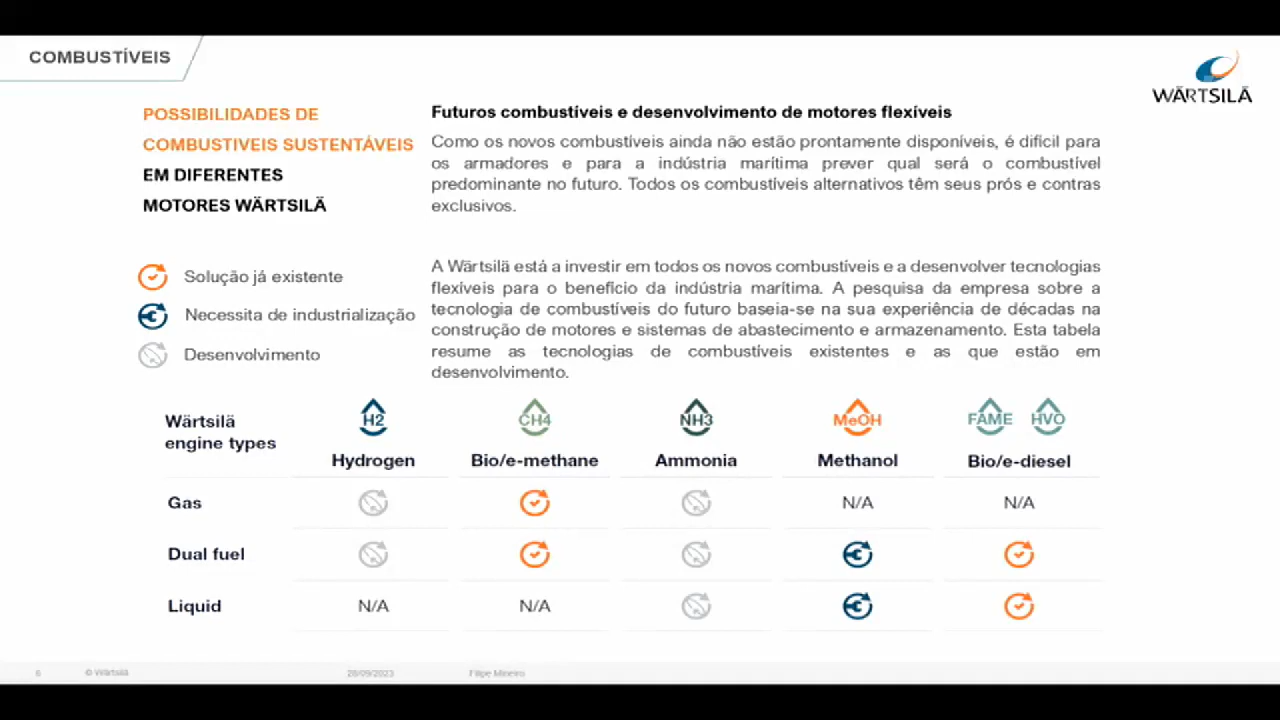 COMBUSTÍVEIS
WÄRTSILÄ
POSSIBILIDADES DE
COMBUSTIVEIS SUSTENTÁVEIS
EM DIFERENTES
MOTORES WÄRTSILÄ
Solução já existente
Necessita de industrialização
Desenvolvimento
Futuros combustíveis e desenvolvimento de motores flexíveis
Como os novos combustíveis ainda não estão prontamente disponíveis, é difícil para
os armadores e para a indústria marítima prever qual será o combustível
predominante no futuro. Todos os combustíveis alternativos têm seus prós e contras
exclusivos.
A Wärtsilä está a investir em todos os novos combustíveis e a desenvolver tecnologias
flexíveis para o benefício da indústria marítima. A pesquisa da empresa sobre a
tecnologia de combustíveis do futuro baseia-se na sua experiência de décadas na
construção de motores e sistemas de abastecimento e armazenamento. Esta tabela
resume as tecnologias de combustíveis existentes e as que estão em
desenvolvimento.
Wärtsilä
engine types
H2 CH4 NH3 MeOH FAME HVO
Hydrogen Bio/e-methane Ammonia Methanol Bio/e-diesel
Gas N/A N/A
Dual fuel
Liquid N/A N/A
6 © Wärtsilä 26/09/2023 Filipe Mineiro